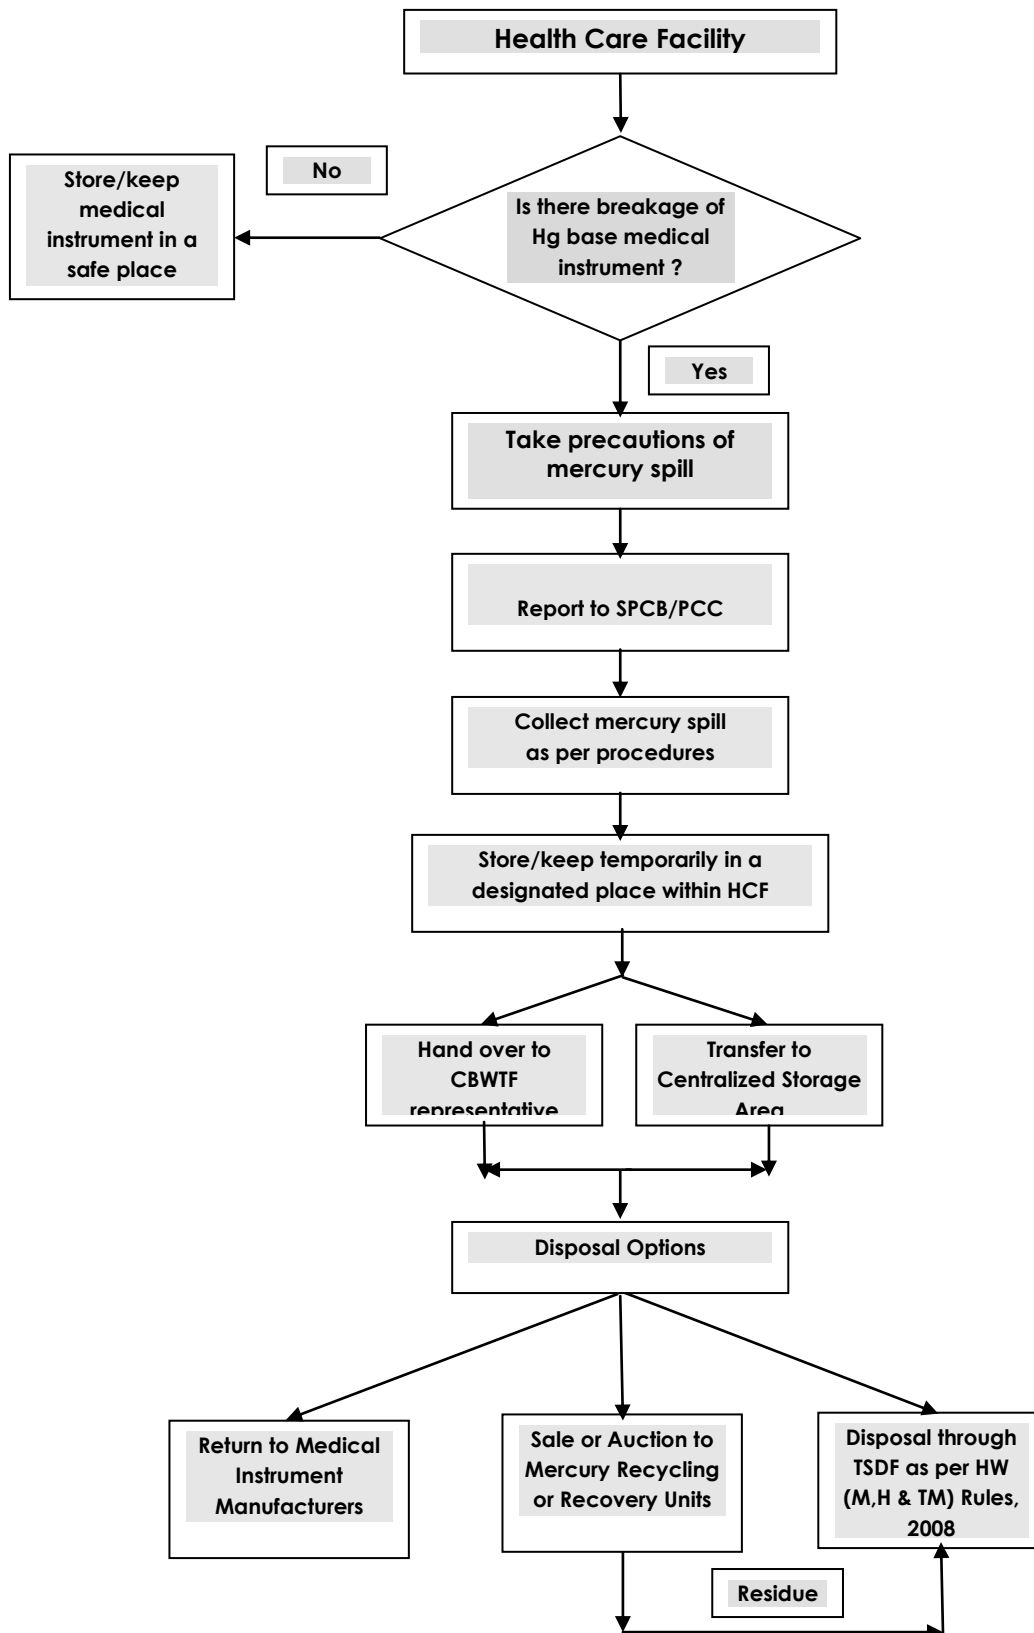 Health Care Facility
No
Store/keep
medical
instrument in a
safe place
Is there breakage of
Hg base medical
instrument ?
Yes
Take precautions of
mercury spill
Report to SPCB/PCC
Collect mercury spill
as per procedures
Store/keep temporarily in a
designated place within HCF
Hand over to
CBWTF
representative
Transfer to
Centralized Storage
Area
Disposal Options
Return to Medical
Instrument
Manufacturers
Sale or Auction to
Mercury Recycling
or Recovery Units
Disposal through
TSDF as per HW
(M,H & TM) Rules,
2008
Residue